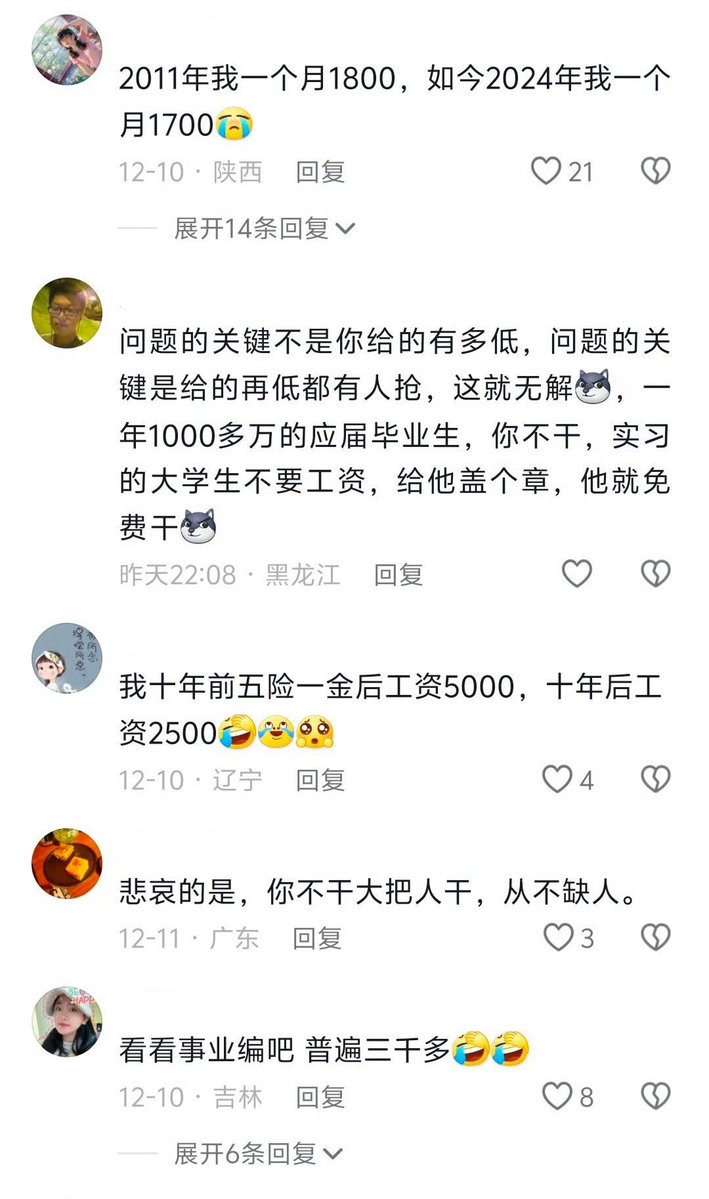 2011年我一个月1800，如今2024年我一个
月1700😭
12-10 · 陕西 回复 21
展开14条回复
问题的关键不是你给的有多低，问题的关
键是给的再低都有人抢，这就无解，一
年1000多万的应届毕业生，你不干，实习
的大学生不要工资，给他盖个章，他就免
费干
昨天22:08 · 黑龙江 回复
我十年前五险一金后工资5000，十年后工
资2500
12-10 · 辽宁 回复 4
悲哀的是，你不干大把人干，从不缺人。
12-11 · 广东 回复 3
看看事业编吧 普遍三千多🤣🤣
12-10 · 吉林 回复 8
展开6条回复